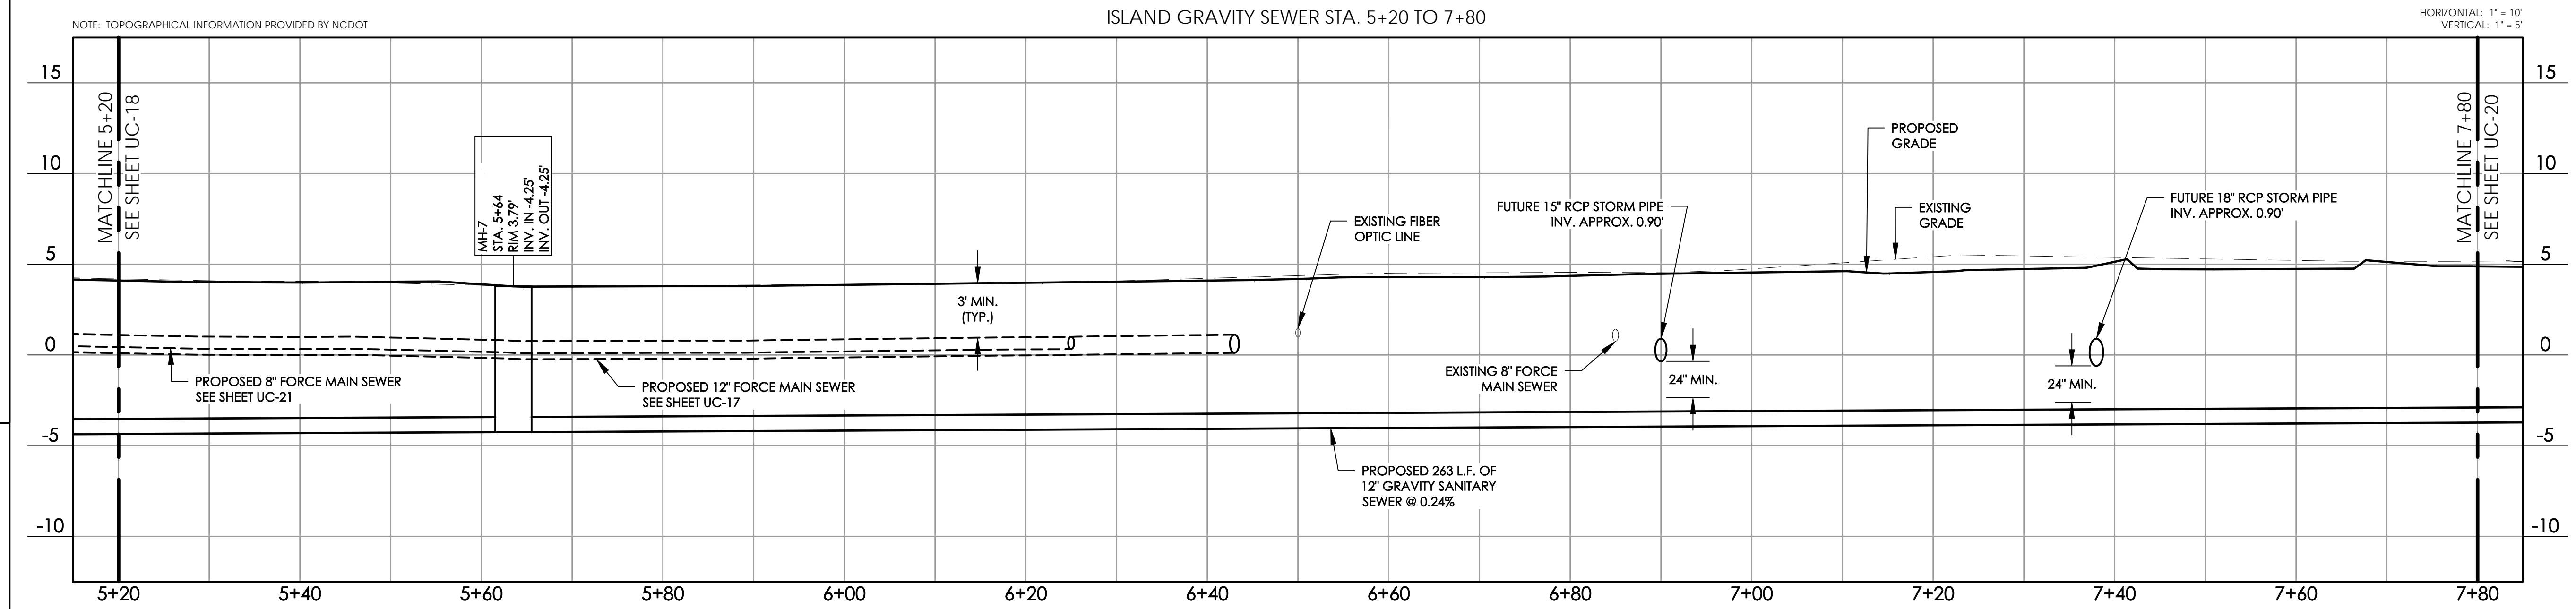 NOTE: TOPOGRAPHICAL INFORMATION PROVIDED BY NCDOT
ISLAND GRAVITY SEWER STA. 5+20 TO 7+80
HORIZONTAL: 1" = 10'
VERTICAL: 1" = 5'
15
10
5
0
-5
-10
MATCHLINE 5+20
SEE SHEET UC-18
MH-7
STA. 5+64
RIM 3.79'
INV. IN -4.25'
INV. OUT -4.25'
PROPOSED 8" FORCE MAIN SEWER
SEE SHEET UC-21
PROPOSED 12" FORCE MAIN SEWER
SEE SHEET UC-17
3' MIN.
(TYP.)
EXISTING FIBER
OPTIC LINE
FUTURE 15" RCP STORM PIPE
INV. APPROX. 0.90'
EXISTING 8" FORCE
MAIN SEWER
24" MIN.
PROPOSED 263 L.F. OF
12" GRAVITY SANITARY
SEWER @ 0.24%
PROPOSED
GRADE
EXISTING
GRADE
FUTURE 18" RCP STORM PIPE
INV. APPROX. 0.90'
24" MIN.
MATCHLINE 7+80
SEE SHEET UC-20
15
10
5
0
-5
-10
5+20
5+40
5+60
5+80
6+00
6+20
6+40
6+60
6+80
7+00
7+20
7+40
7+60
7+80